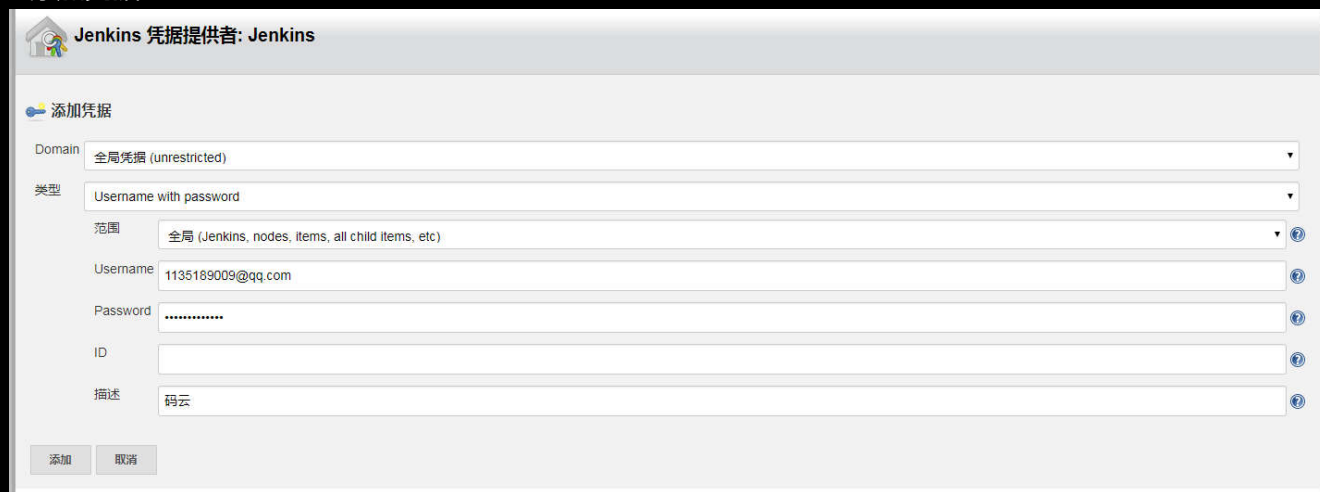 Jenkins 凭据提供者: Jenkins
添加凭据
Domain 全局凭据 (unrestricted)
类型 Username with password
范围 全局 (Jenkins, nodes, items, all child items, etc)
Username 1135189009@qq.com
Password •••••••••••••
ID
描述 码云
添加 取消